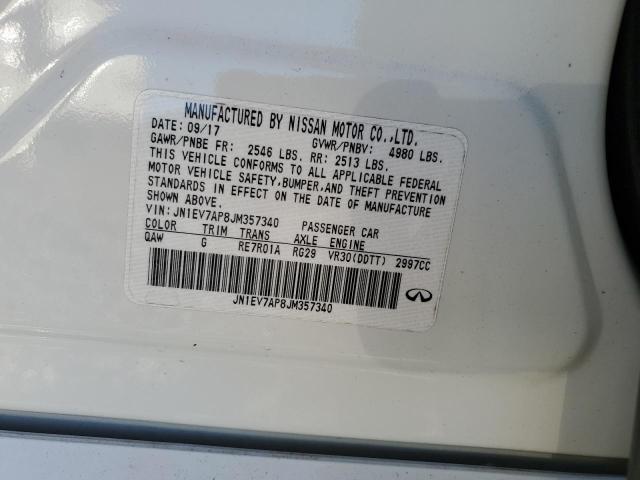 MANUFACTURED BY NISSAN MOTOR CO.,LTD.
DATE: 09/17 GVWR/PNBV: 4980 LBS.
GAWR/PNBE FR: 2546 LBS. RR: 2513 LBS.
THIS VEHICLE CONFORMS TO ALL APPLICABLE FEDERAL
MOTOR VEHICLE SAFETY,BUMPER,AND THEFT PREVENTION
STANDARDS IN EFFECT ON THE DATE OF MANUFACTURE
SHOWN ABOVE.
VIN: JN1EV7AP8JM357340 PASSENGER CAR
COLOR TRIM TRANS AXLE ENGINE
QAW G RE7R01A RG29 VR30(DDTT) 2997CC
JN1EV7AP8JM357340